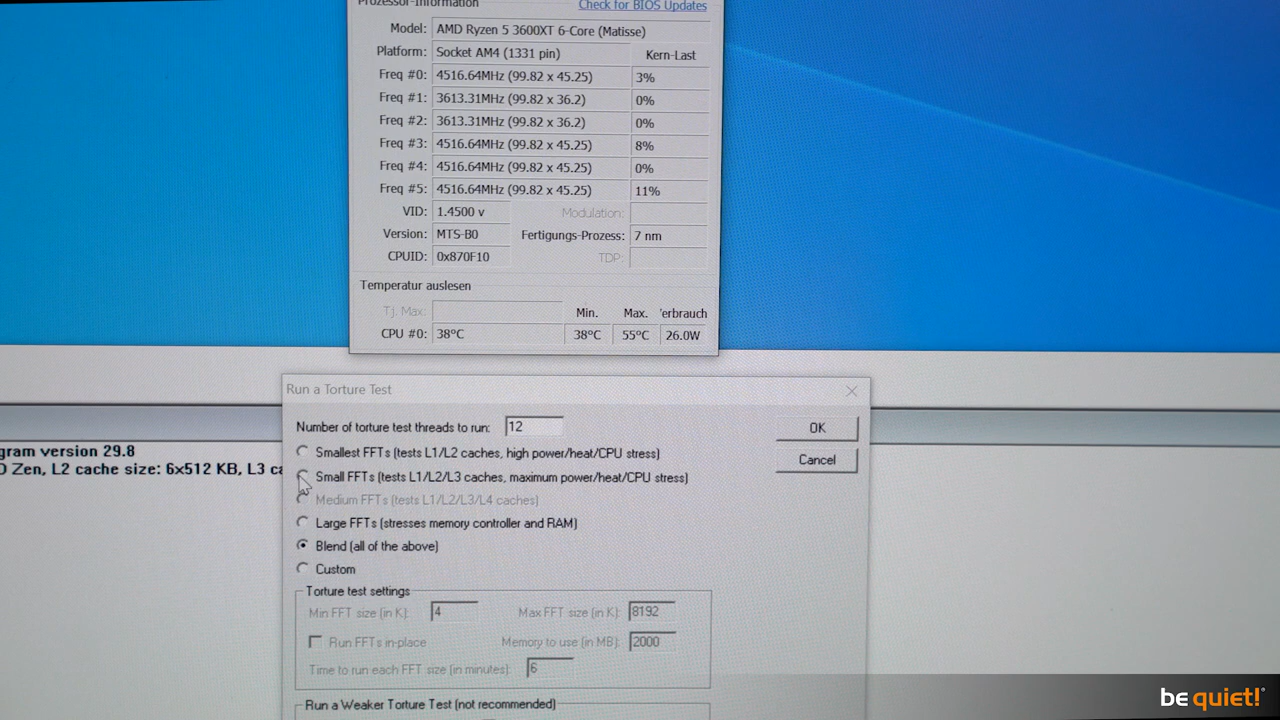 Prozessor-Information
Check for BIOS Updates
Model: AMD Ryzen 5 3600XT 6-Core (Matisse)
Platform: Socket AM4 (1331 pin)
Kern-Last
Freq #0: 4516.64MHz (99.82 x 45.25) 3%
Freq #1: 3613.31MHz (99.82 x 36.2) 0%
Freq #2: 3613.31MHz (99.82 x 36.2) 0%
Freq #3: 4516.64MHz (99.82 x 45.25) 8%
Freq #4: 4516.64MHz (99.82 x 45.25) 0%
Freq #5: 4516.64MHz (99.82 x 45.25) 11%
VID: 1.4500 v Modulation:
Version: MTS-B0 Fertigungs-Prozess: 7 nm
CPUID: 0x870F10 TDP:
Temperatur auslesen
Tj. Max: Min. Max. 'erbrauch
CPU #0: 38°C 38°C 55°C 26.0W
Run a Torture Test
Number of torture test threads to run: 12 OK
gram version 29.8
D Zen, L2 cache size: 6x512 KB, L3 ca
Smallest FFTs (tests L1/L2 caches, high power/heat/CPU stress)
Cancel
Small FFTs (tests L1/L2/L3 caches, maximum power/heat/CPU stress)
Medium FFTs (tests L1/L2/L3/L4 caches)
Large FFTs (stresses memory controller and RAM)
Blend (all of the above)
Custom
Torture test settings
Min FFT size (in K): 4 Max FFT size (in K): 8192
Run FFTs in-place Memory to use (in MB): 2000
Time to run each FFT size (in minutes): 6
Run a Weaker Torture Test (not recommended)
be quiet!